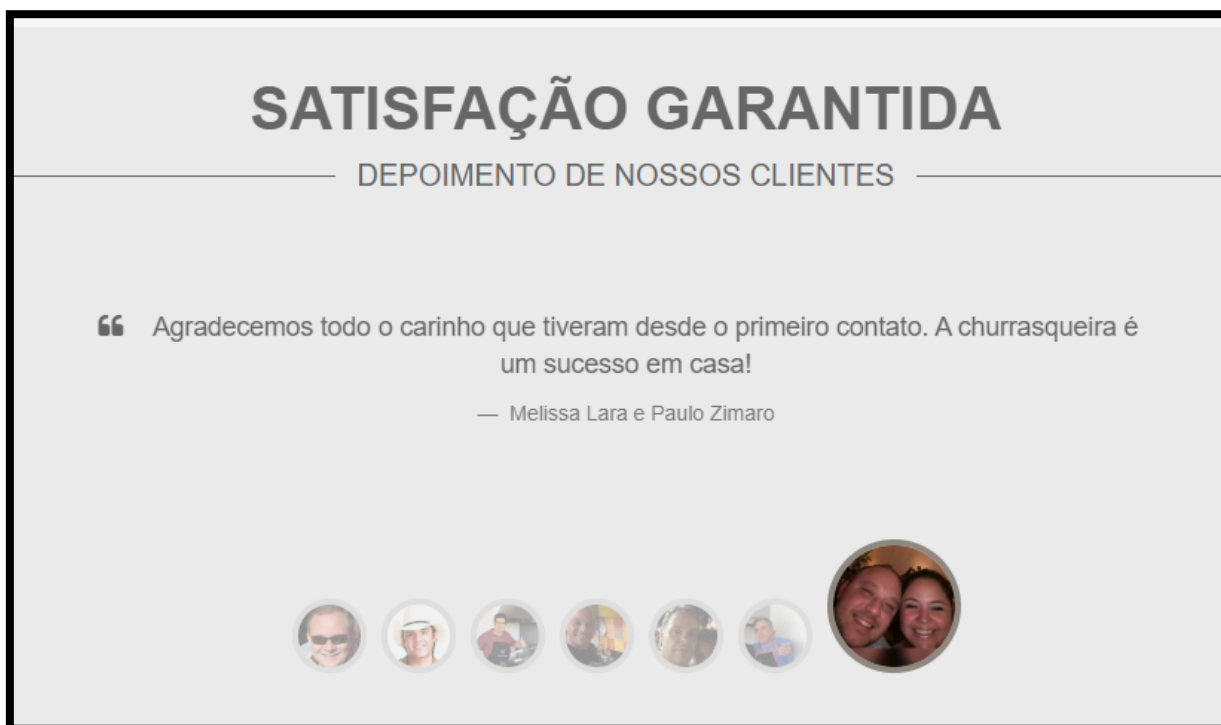 SATISFAÇÃO GARANTIDA
DEPOIMENTO DE NOSSOS CLIENTES
“ Agradecemos todo o carinho que tiveram desde o primeiro contato. A churrasqueira é
um sucesso em casa!
— Melissa Lara e Paulo Zimaro